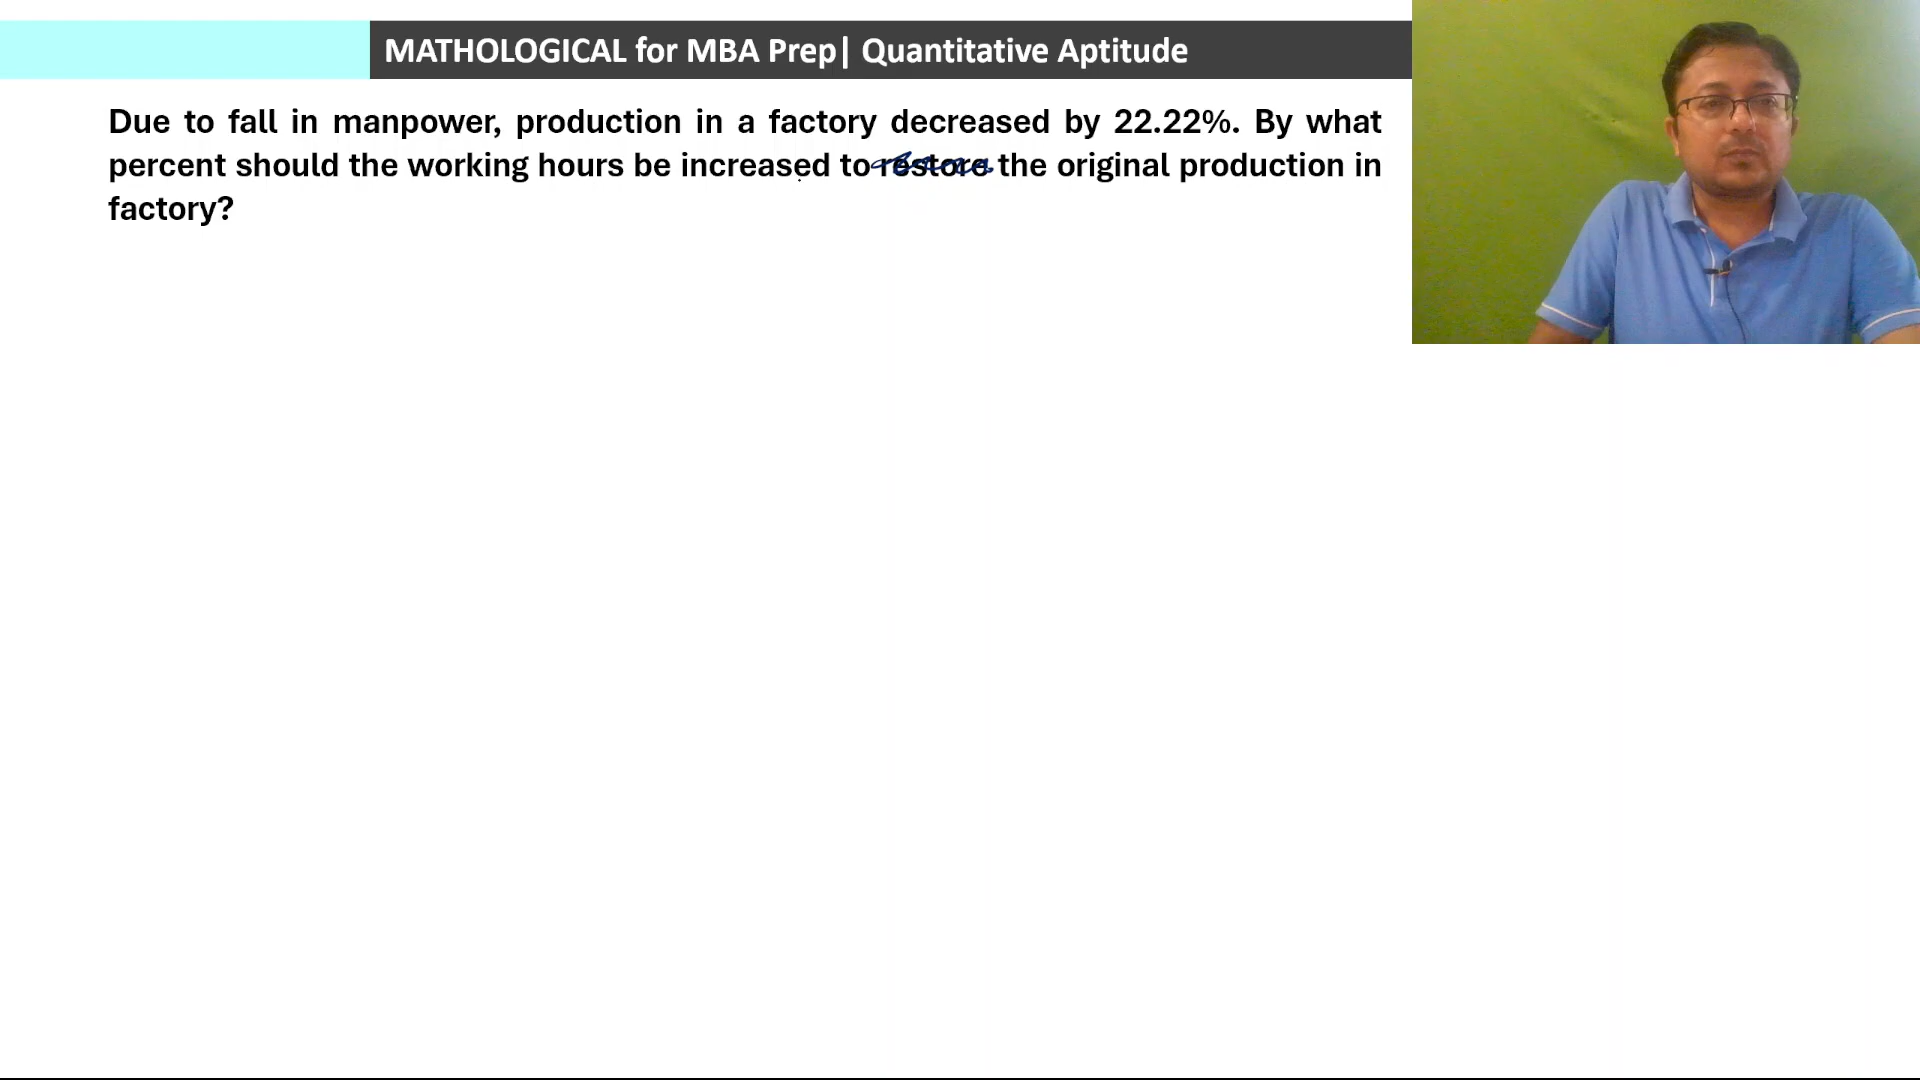 MATHOLOGICAL for MBA Prep| Quantitative Aptitude
Due to fall in manpower, production in a factory decreased by 22.22%. By what
percent should the working hours be increased to restore the original production in
factory?